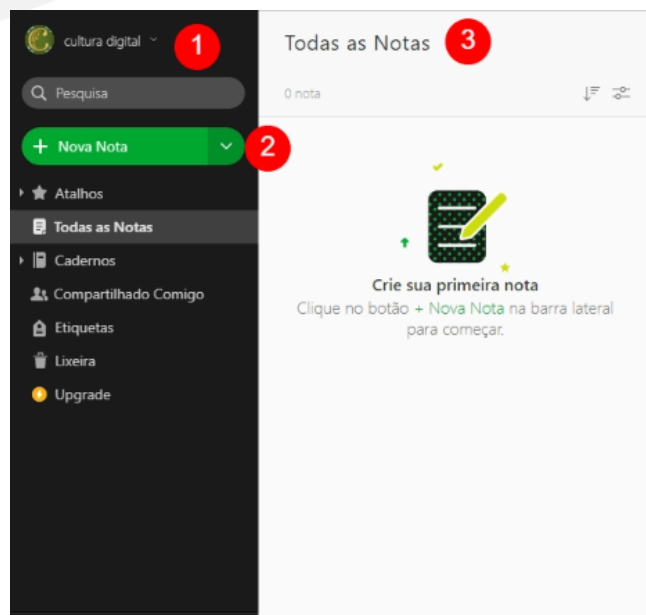 cultura digital
1
Pesquisa
+ Nova Nota
2
Atalhos
Todas as Notas
Cadernos
Compartilhado Comigo
Etiquetas
Lixeira
Upgrade
Todas as Notas
3
0 nota
Crie sua primeira nota
Clique no botão + Nova Nota na barra lateral
para começar.